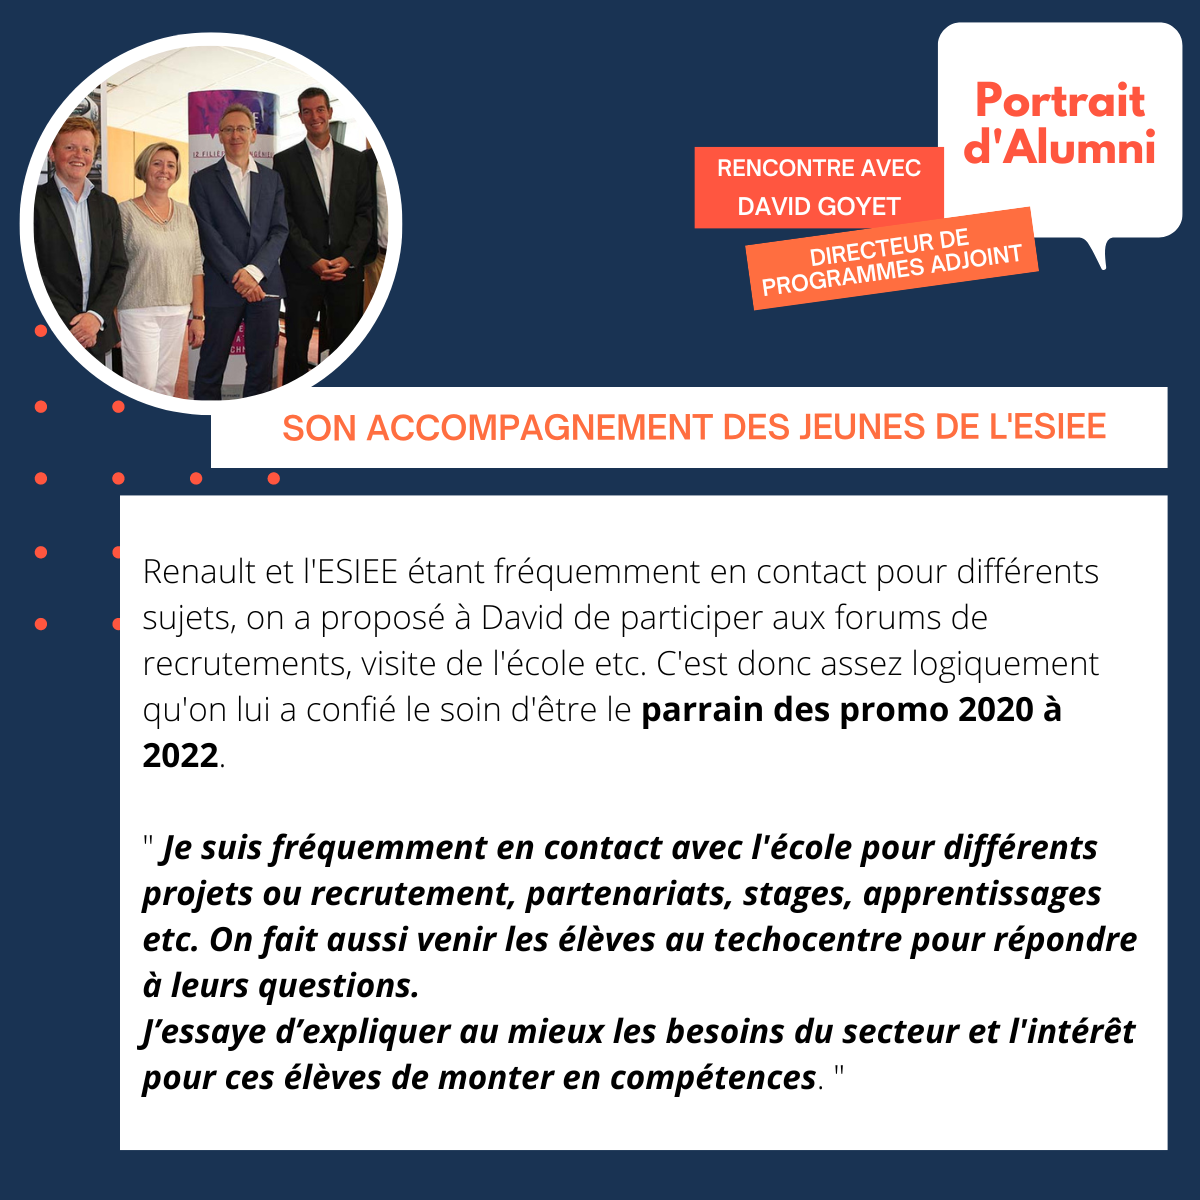 Portrait
d'Alumni
RENCONTRE AVEC
DAVID GOYET
DIRECTEUR DE
PROGRAMMES ADJOINT
SON ACCOMPAGNEMENT DES JEUNES DE L'ESIEE
Renault et l'ESIEE étant fréquemment en contact pour différents
sujets, on a proposé à David de participer aux forums de
recrutements, visite de l'école etc. C'est donc assez logiquement
qu'on lui a confié le soin d'être le parrain des promo 2020 à
2022.
" Je suis fréquemment en contact avec l'école pour différents
projets ou recrutement, partenariats, stages, apprentissages
etc. On fait aussi venir les élèves au techocentre pour répondre
à leurs questions.
J’essaye d’expliquer au mieux les besoins du secteur et l'intérêt
pour ces élèves de monter en compétences. "